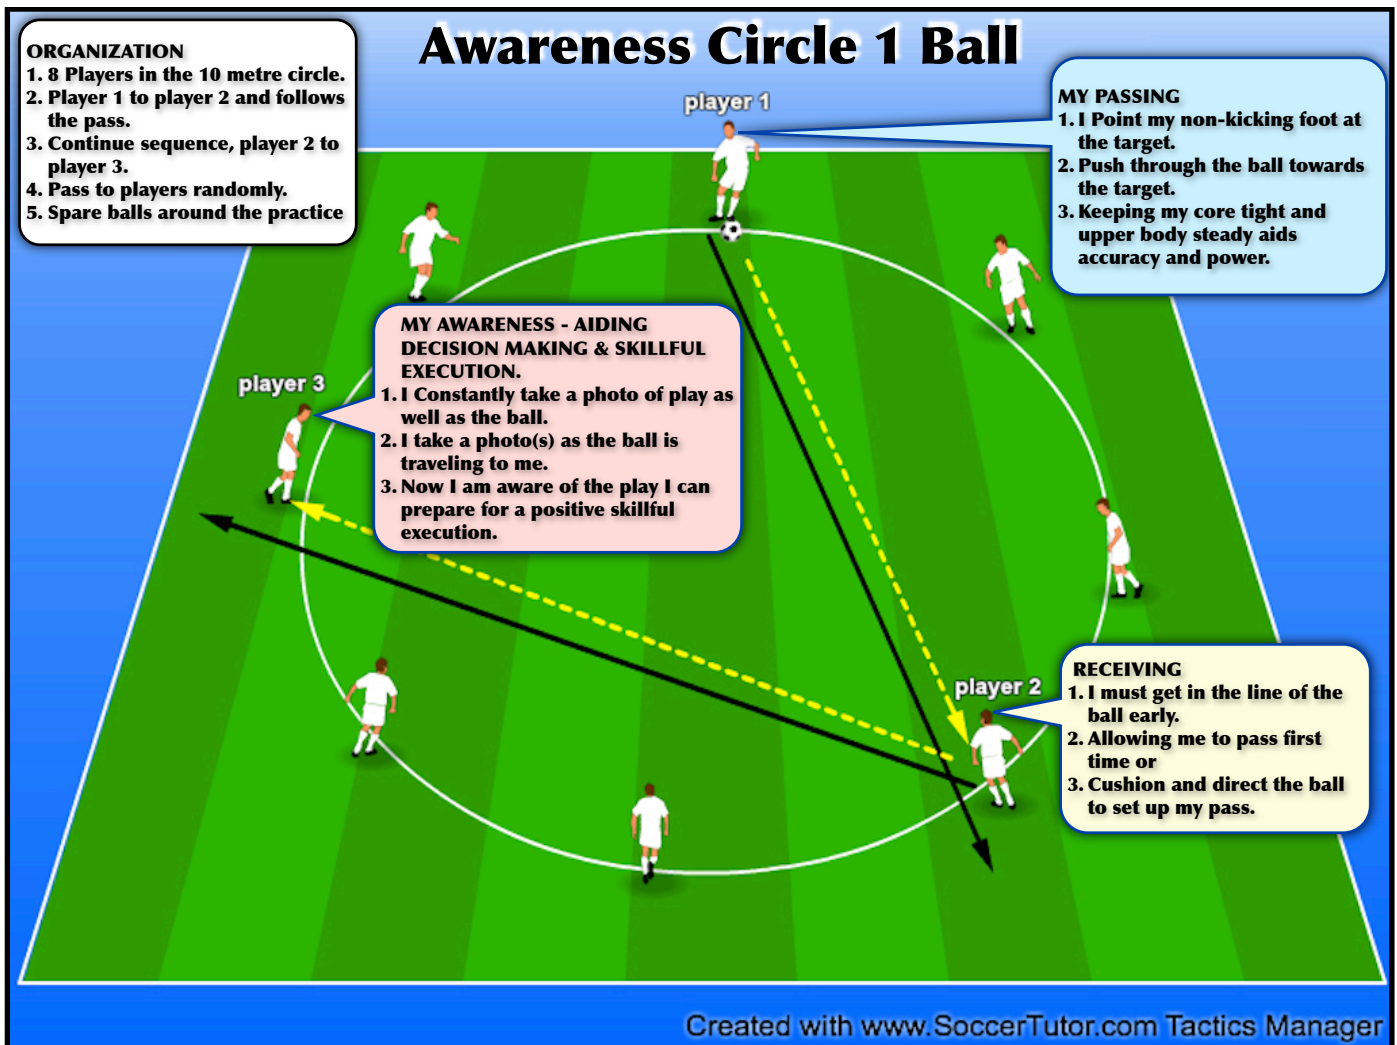 Awareness Circle 1 Ball
ORGANIZATION
1. 8 Players in the 10 metre circle.
2. Player 1 to player 2 and follows
the pass.
3. Continue sequence, player 2 to
player 3.
4. Pass to players randomly.
5. Spare balls around the practice
player 1
MY PASSING
1. I Point my non-kicking foot at
the target.
2. Push through the ball towards
the target.
3. Keeping my core tight and
upper body steady aids
accuracy and power.
player 3
MY AWARENESS - AIDING
DECISION MAKING & SKILLFUL
EXECUTION.
1. I Constantly take a photo of play as
well as the ball.
2. I take a photo(s) as the ball is
traveling to me.
3. Now I am aware of the play I can
prepare for a positive skillful
execution.
player 2
RECEIVING
1. I must get in the line of the
ball early.
2. Allowing me to pass first
time or
3. Cushion and direct the ball
to set up my pass.
Created with www.SoccerTutor.com Tactics Manager